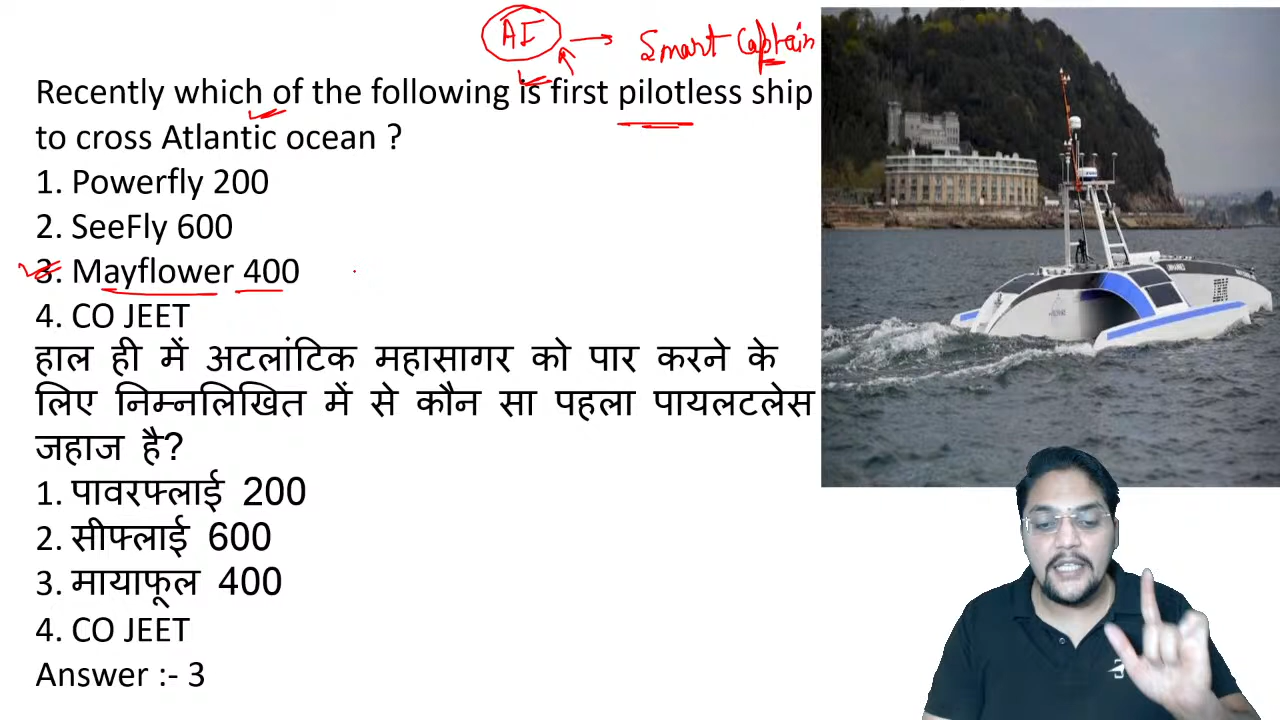 AI → Smart Captain
Recently which of the following is first pilotless ship
to cross Atlantic ocean ?
1. Powerfly 200
2. SeeFly 600
3. Mayflower 400
4. CO JEET
हाल ही में अटलांटिक महासागर को पार करने के
लिए निम्नलिखित में से कौन सा पहला पायलटलेस
जहाज है?
1. पावरफ्लाई 200
2. सीफ्लाई 600
3. मायाफूल 400
4. CO JEET
Answer :- 3
IBM